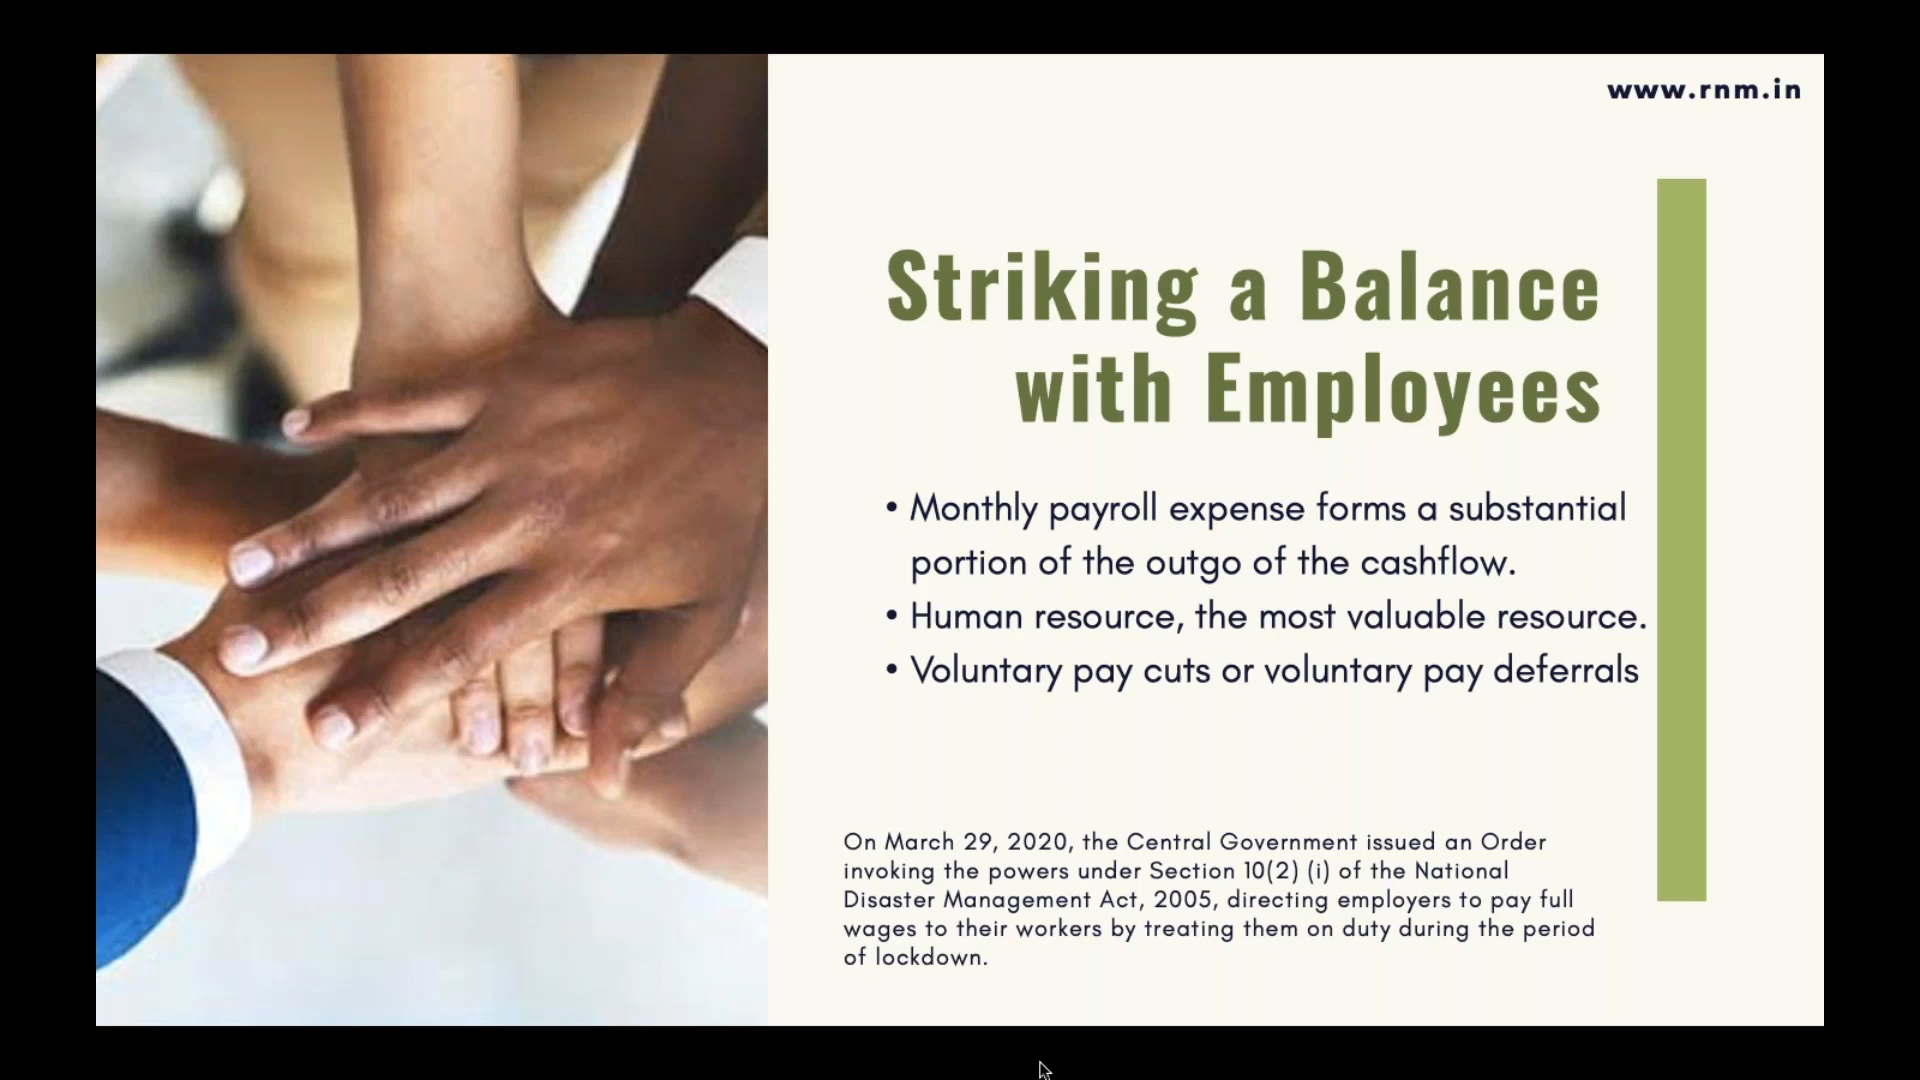 www.rnm.in
Striking a Balance
with Employees
• Monthly payroll expense forms a substantial
portion of the outgo of the cashflow.
• Human resource, the most valuable resource.
• Voluntary pay cuts or voluntary pay deferrals
On March 29, 2020, the Central Government issued an Order
invoking the powers under Section 10(2) (i) of the National
Disaster Management Act, 2005, directing employers to pay full
wages to their workers by treating them on duty during the period
of lockdown.